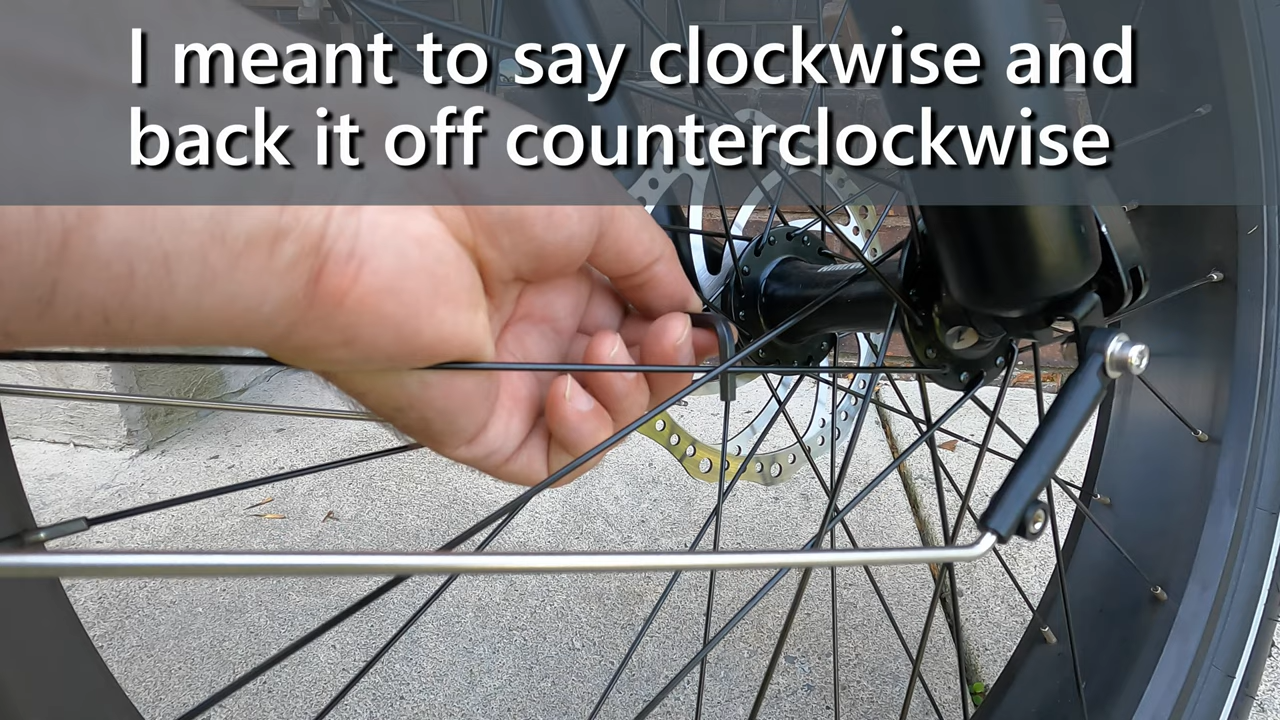 I meant to say clockwise and
back it off counterclockwise